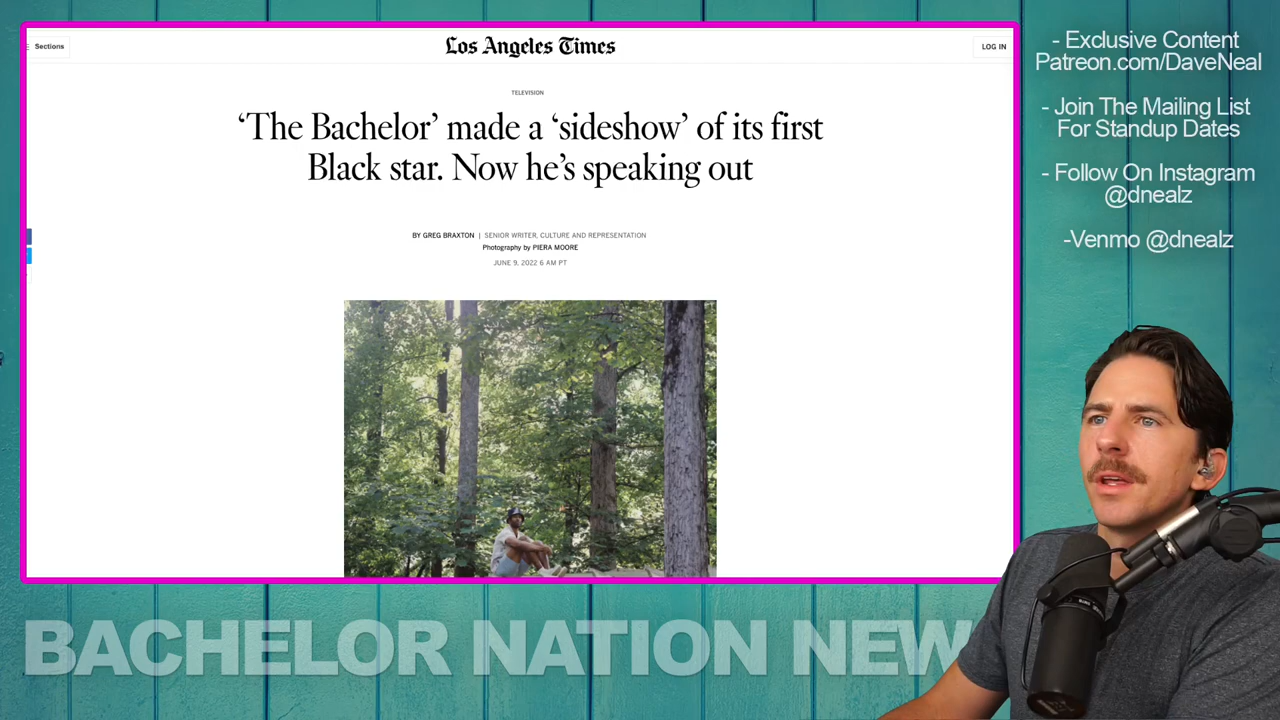 Sections
Los Angeles Times
LOG IN
TELEVISION
‘The Bachelor’ made a ‘sideshow’ of its first
Black star. Now he’s speaking out
BY GREG BRAXTON | SENIOR WRITER, CULTURE AND REPRESENTATION
Photography by PIERA MOORE
JUNE 9, 2022 6 AM PT
- Exclusive Content
Patreon.com/DaveNeal
- Join The Mailing List
For Standup Dates
- Follow On Instagram
@dnealz
-Venmo @dnealz
BACHELOR NATION NEW